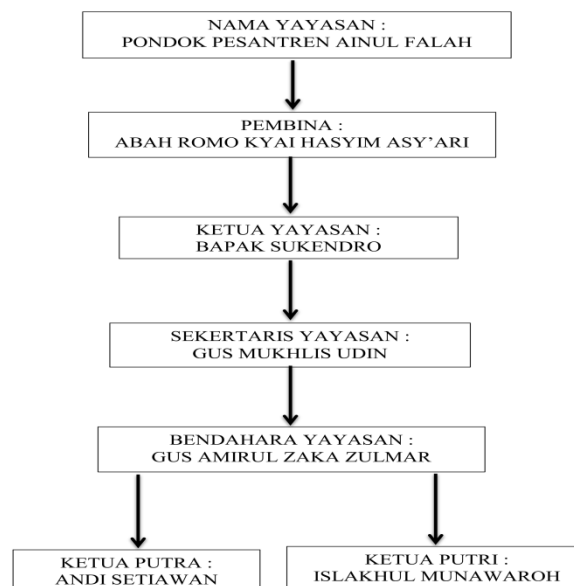 NAMA YAYASAN :
PONDOK PESANTREN AINUL FALAH
PEMBINA :
ABAH ROMO KYAI HASYIM ASY’ARI
KETUA YAYASAN :
BAPAK SUKENDRO
SEKERTARIS YAYASAN :
GUS MUKHLIS UDIN
BENDAHARA YAYASAN :
GUS AMIRUL ZAKA ZULMAR
KETUA PUTRA :
ANDI SETIAWAN
KETUA PUTRI :
ISLAKHUL MUNAWAROH